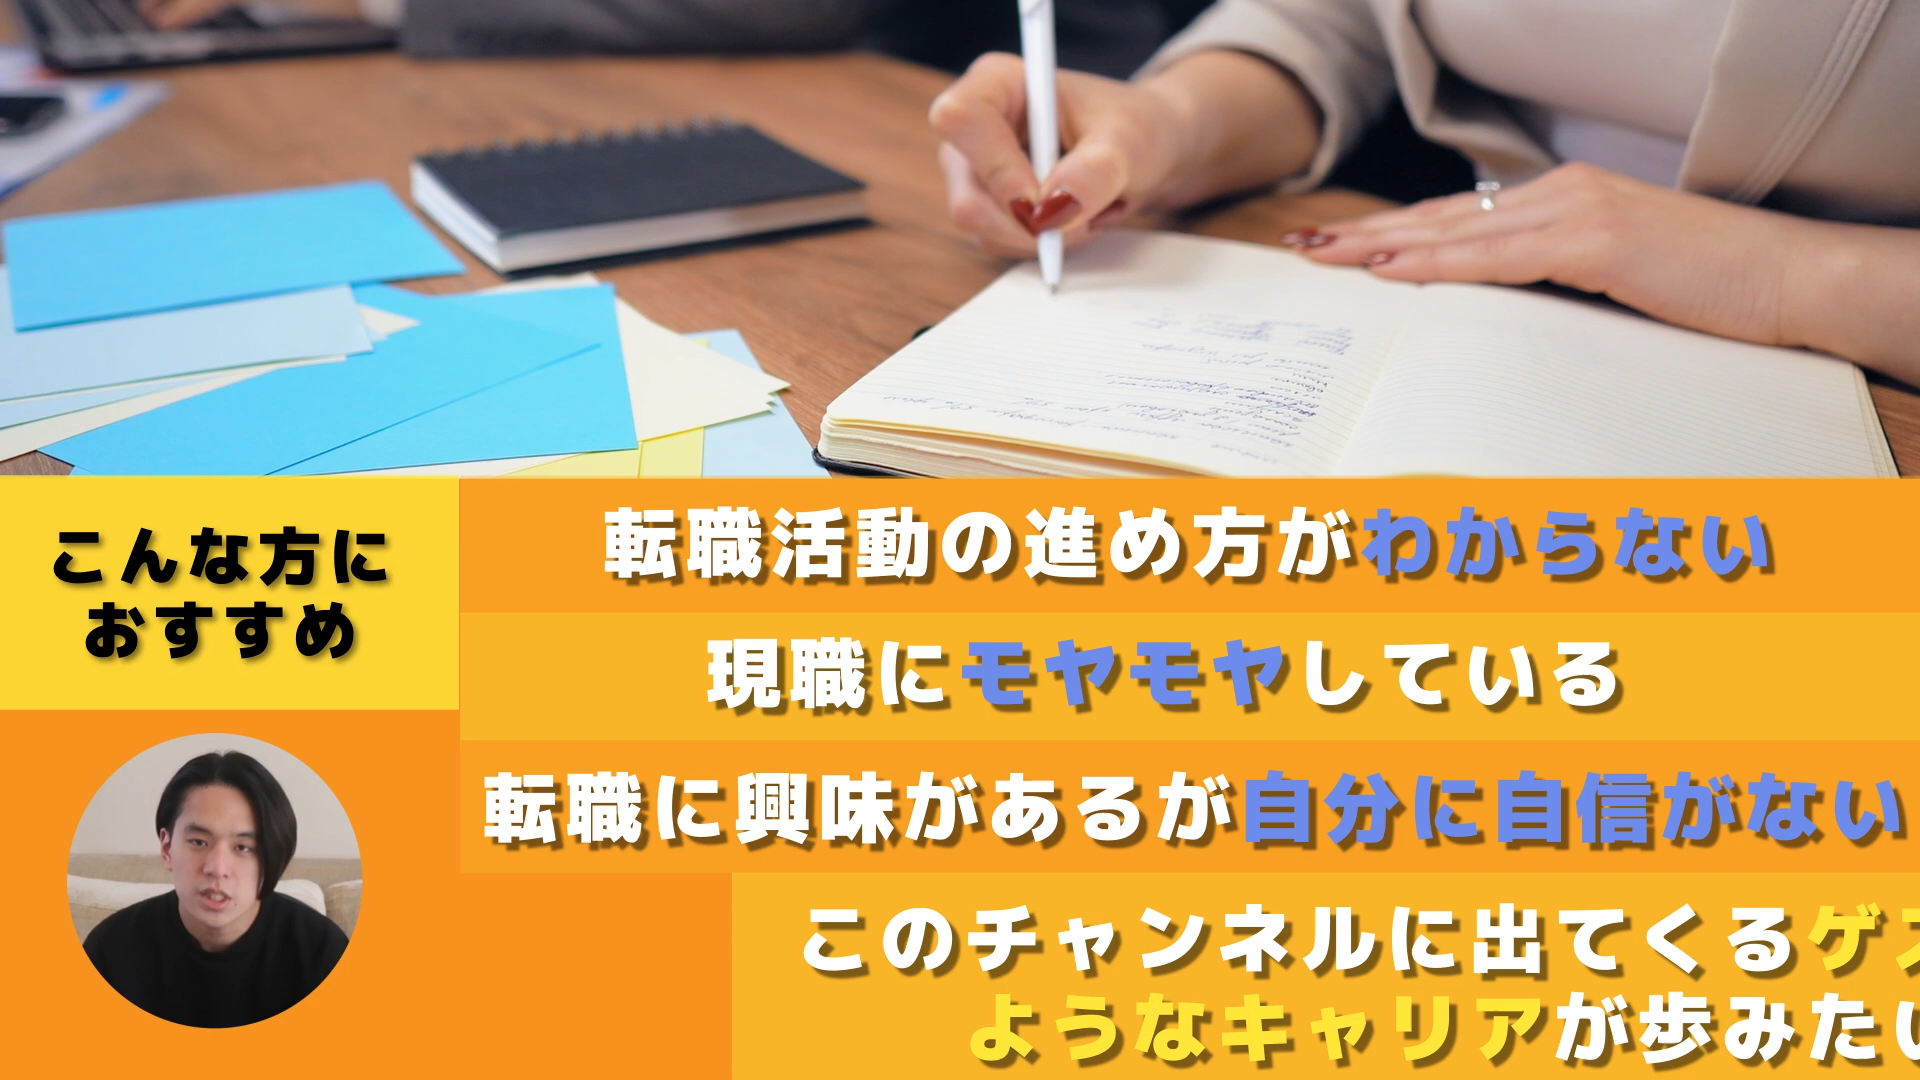 こんな方に
おすすめ
転職活動の進め方がわからない
現職にモヤモヤしている
転職に興味があるが自分に自信がない
このチャンネルに出てくるゲス
ようなキャリアが歩みたい